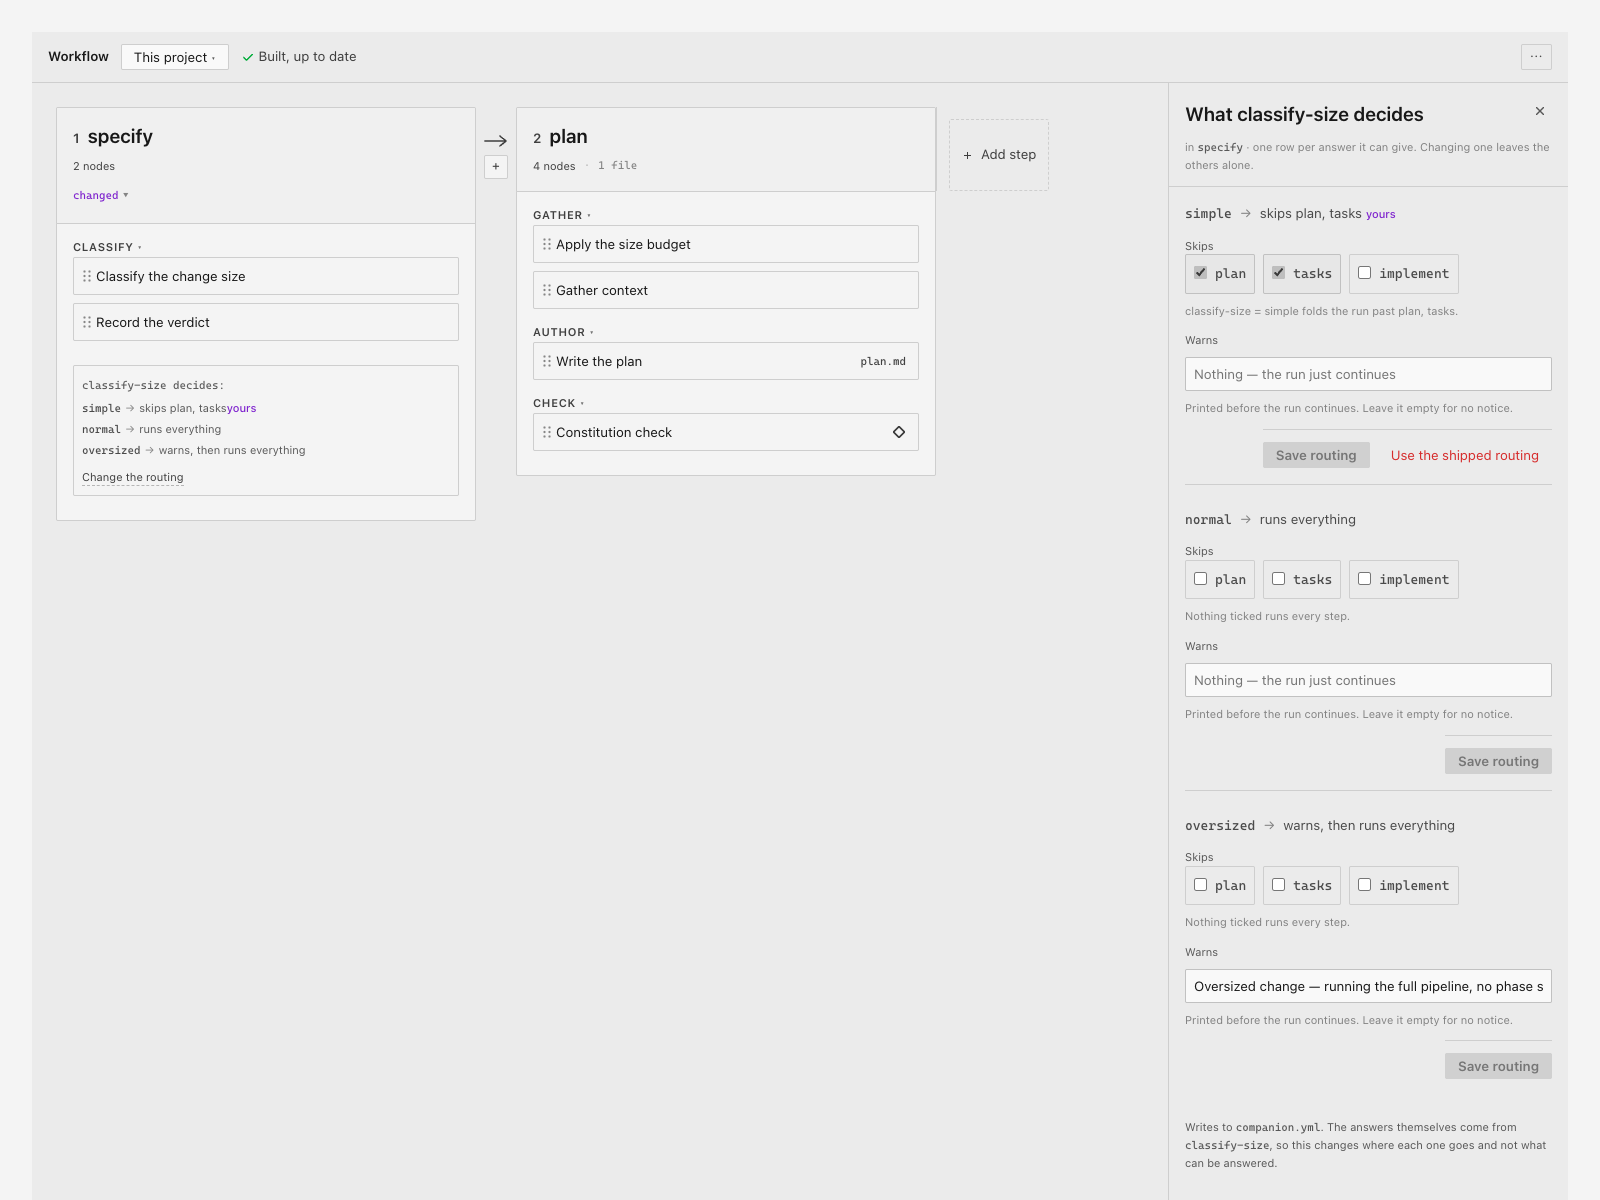 Workflow
This project
Built, up to date
...
1 specify
2 nodes
changed
CLASSIFY
Classify the change size
Record the verdict
classify-size decides:
simple → skips plan, tasksyours
normal → runs everything
oversized → warns, then runs everything
Change the routing
+
2 plan
4 nodes · 1 file
GATHER
Apply the size budget
Gather context
AUTHOR
Write the plan plan.md
CHECK
Constitution check
+ Add step
What classify-size decides
in specify · one row per answer it can give. Changing one leaves the
others alone.
simple → skips plan, tasks yours
Skips
plan tasks implement
classify-size = simple folds the run past plan, tasks.
Warns
Nothing — the run just continues
Printed before the run continues. Leave it empty for no notice.
Save routing Use the shipped routing
normal → runs everything
Skips
plan tasks implement
Nothing ticked runs every step.
Warns
Nothing — the run just continues
Printed before the run continues. Leave it empty for no notice.
Save routing
oversized → warns, then runs everything
Skips
plan tasks implement
Nothing ticked runs every step.
Warns
Oversized change — running the full pipeline, no phase s
Printed before the run continues. Leave it empty for no notice.
Save routing
Writes to companion.yml. The answers themselves come from
classify-size, so this changes where each one goes and not what
can be answered.